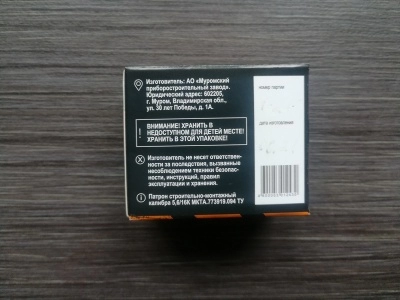 Изготовитель: АО «Муромский
приборостроительный завод».
Юридический адрес: 602205,
г. Муром, Владимирская обл.,
ул. 30 лет Победы, д. 1А.
номер партии
дата изготовления
ВНИМАНИЕ! ХРАНИТЬ В
НЕДОСТУПНОМ ДЛЯ ДЕТЕЙ МЕСТЕ!
ХРАНИТЬ В ЭТОЙ УПАКОВКЕ!
Изготовитель не несет ответствен-
ности за последствия, вызванные
несоблюдением техники безопас-
ности, инструкций, правил
эксплуатации и хранения.
Патрон строительно-монтажный
калибра 5,6/16К МКТА.773919.004 ТУ